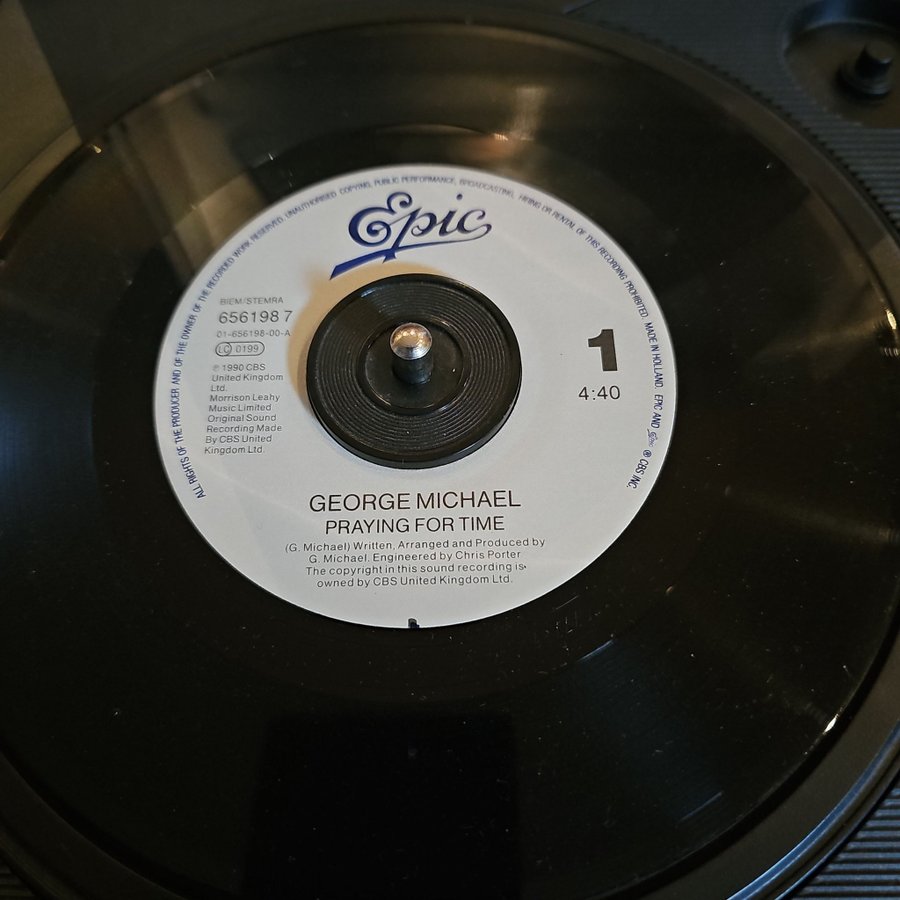 ALL RIGHTS OF THE PRODUCER AND OF THE OWNER OF THE RECORDED WORK RESERVED. UNAUTHORISED COPYING, PUBLIC PERFORMANCE, BROADCASTING, HIRING OR RENTAL OF THIS RECORDING PROHIBITED. MADE IN HOLLAND. EPIC AND Epic ® CBS INC.
Epic
BIEM/STEMRA
656198 7
01-656198-00-A
LC 0199
℗ 1990 CBS
United Kingdom
Ltd.
Morrison Leahy
Music Limited
Original Sound
Recording Made
By CBS United
Kingdom Ltd.
1
4:40
GEORGE MICHAEL
PRAYING FOR TIME
(G. Michael) Written, Arranged and Produced by
G. Michael. Engineered by Chris Porter
The copyright in this sound recording is
owned by CBS United Kingdom Ltd.